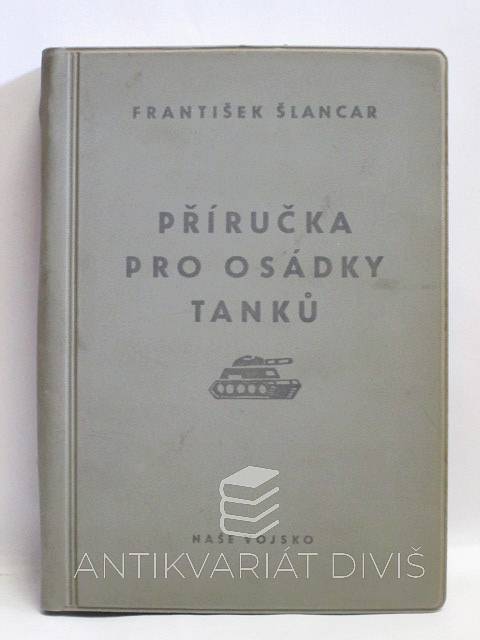 FRANTIŠEK ŠLANCAR
PŘÍRUČKA
PRO OSÁDKY
TANKŮ
NAŠE VOJSKO
ANTIKVARIÁT DIVIŠ